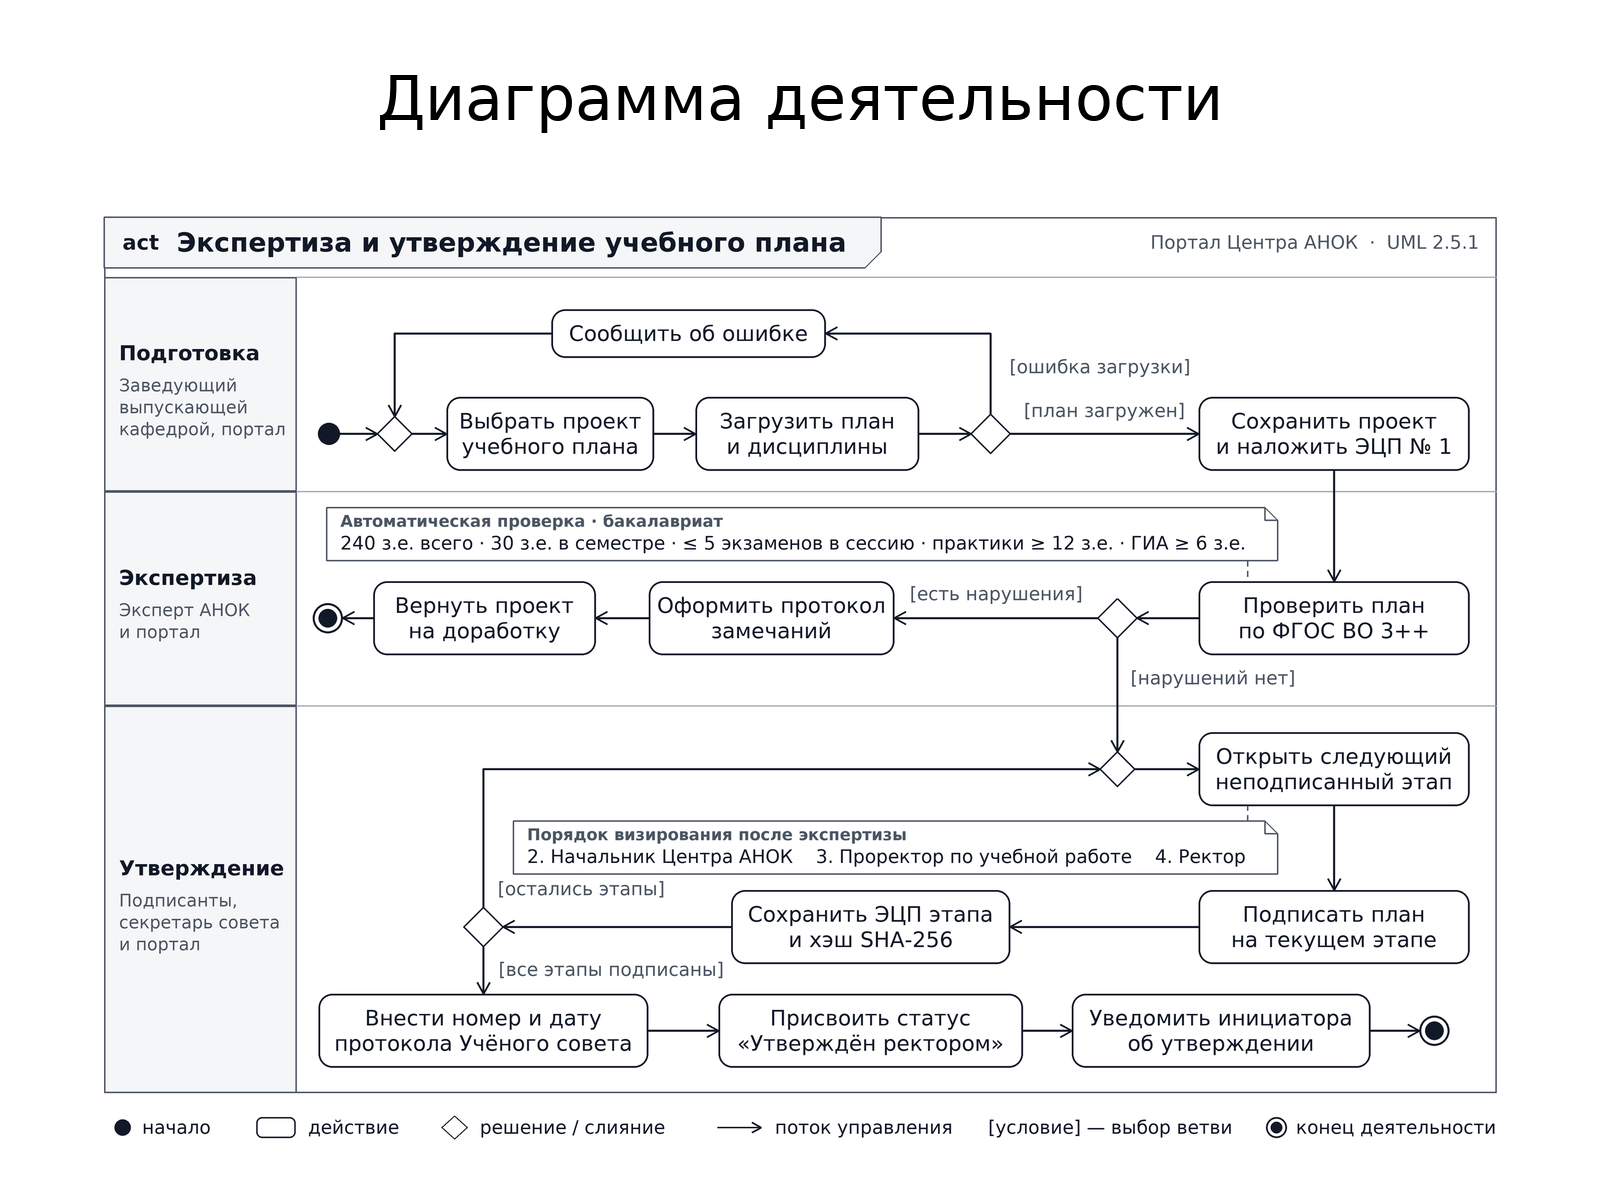 Диаграмма деятельности
act Экспертиза и утверждение учебного плана
Портал Центра АНОК · UML 2.5.1
Подготовка
Заведующий
выпускающей
кафедрой, портал
Сообщить об ошибке
[ошибка загрузки]
Выбрать проект
учебного плана
Загрузить план
и дисциплины
[план загружен]
Сохранить проект
и наложить ЭЦП № 1
Экспертиза
Эксперт АНОК
и портал
Автоматическая проверка · бакалавриат
240 з.е. всего · 30 з.е. в семестре · ≤ 5 экзаменов в сессию · практики ≥ 12 з.е. · ГИА ≥ 6 з.е.
Вернуть проект
на доработку
Оформить протокол
замечаний
[есть нарушения]
Проверить план
по ФГОС ВО 3++
[нарушений нет]
Утверждение
Подписанты,
секретарь совета
и портал
Открыть следующий
неподписанный этап
Порядок визирования после экспертизы
2. Начальник Центра АНОК 3. Проректор по учебной работе 4. Ректор
[остались этапы]
Сохранить ЭЦП этапа
и хэш SHA-256
Подписать план
на текущем этапе
[все этапы подписаны]
Внести номер и дату
протокола Учёного совета
Присвоить статус
«Утверждён ректором»
Уведомить инициатора
об утверждении
начало
действие
решение / слияние
поток управления
[условие] — выбор ветви
конец деятельности